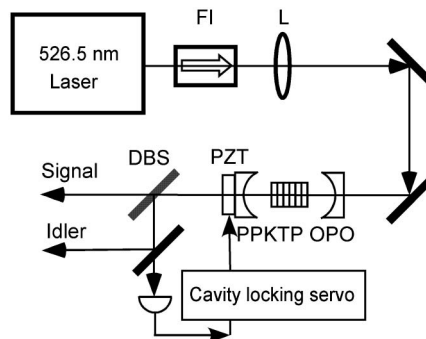 FI
L
526.5 nm
Laser
DBS
PZT
Signal
Idler
PPKTP OPO
Cavity locking servo